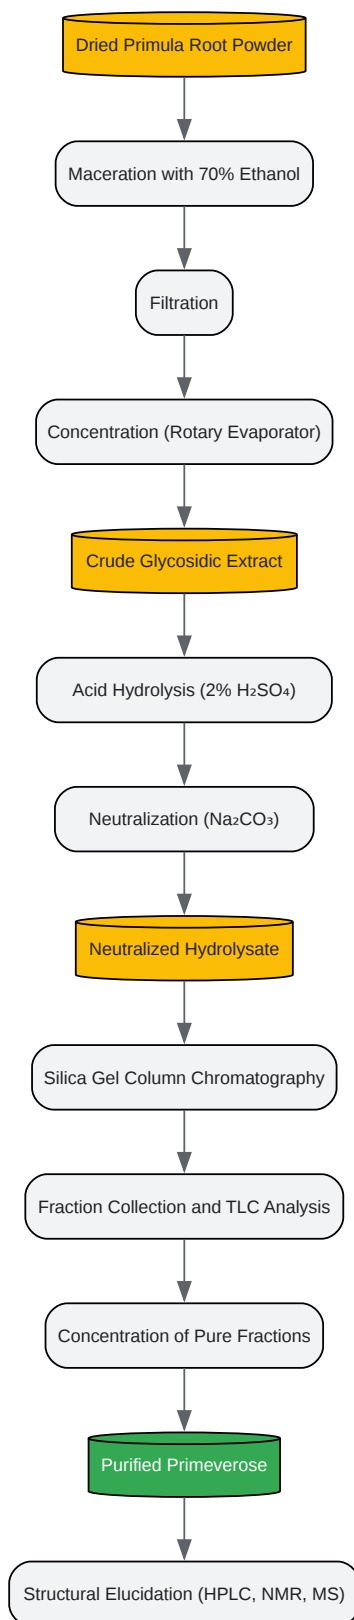 Dried Primula Root Powder
Maceration with 70% Ethanol
Filtration
Concentration (Rotary Evaporator)
Crude Glycosidic Extract
Acid Hydrolysis (2% H₂SO₄)
Neutralization (Na₂CO₃)
Neutralized Hydrolysate
Silica Gel Column Chromatography
Fraction Collection and TLC Analysis
Concentration of Pure Fractions
Purified Primeverose
Structural Elucidation (HPLC, NMR, MS)